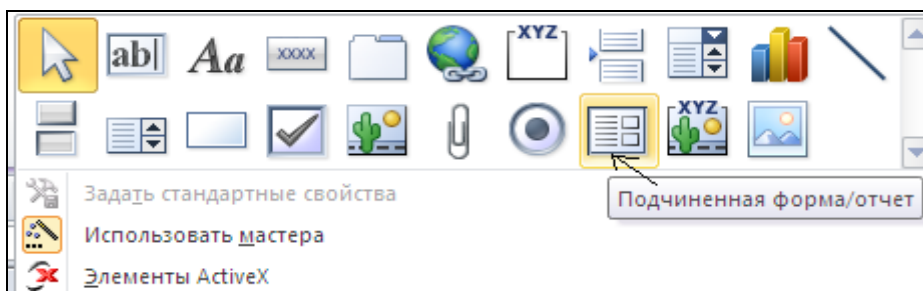 ab| Aa XXXX XYZ
XYZ
Задать стандартные свойства
Подчиненная форма/отчет
Использовать мастера
Элементы ActiveX